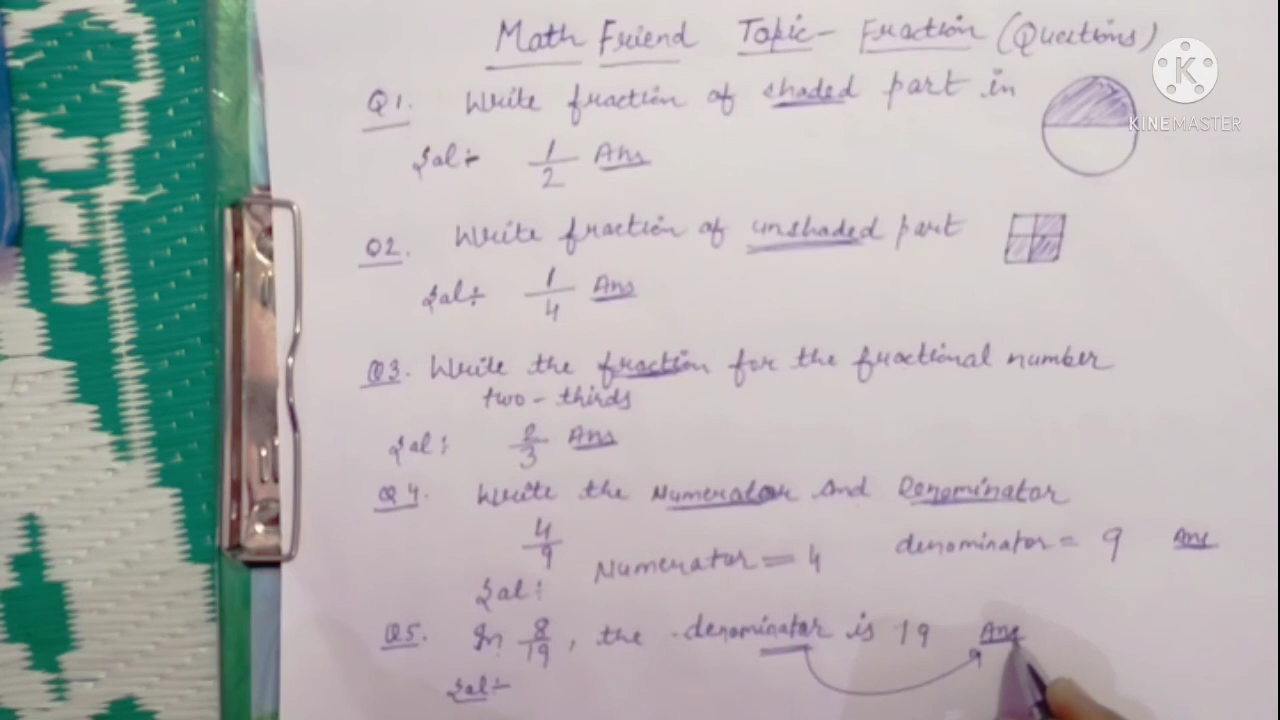 Math Friend Topic - Fraction (Questions)
K
KINEMASTER
Q1. Write fraction of shaded part in
Sol:- 1/2 Ans
Q2. Write fraction of unshaded part
Sol:- 1/4 Ans
Q3. Write the fraction for the fractional number
two-thirds
Sol: 2/3 Ans
Q4. Write the Numerator and Denominator
4/9
Sol: Numerator = 4 denominator = 9 Ans
Q5. In 8/19, the denominator is 19 Ans
Sol:-